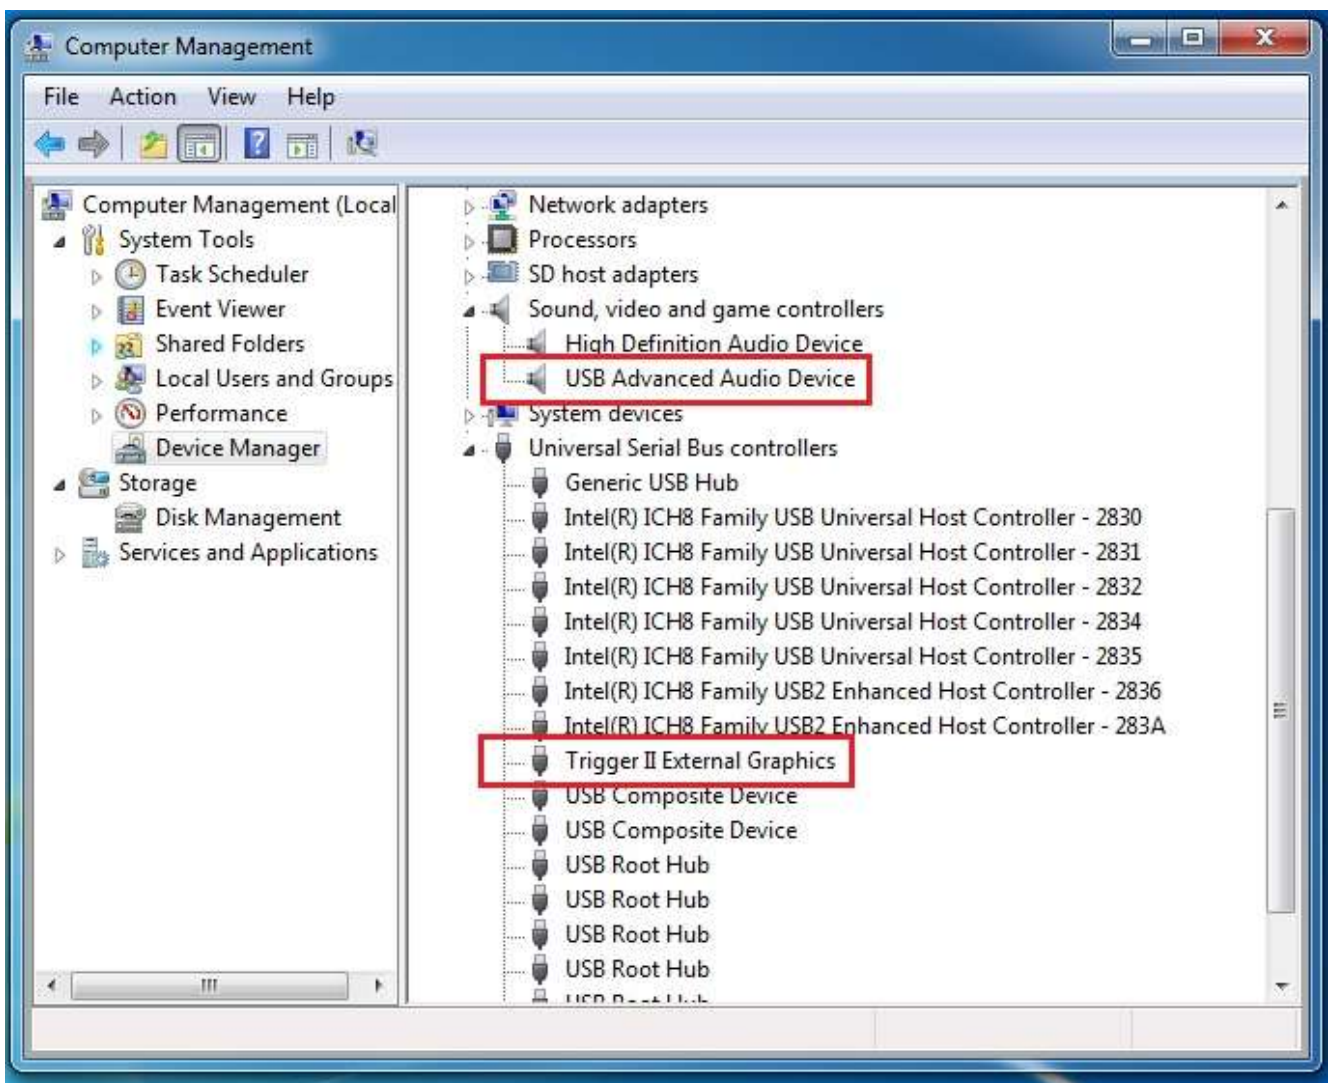 Computer Management
File Action View Help
Computer Management (Local
System Tools
Task Scheduler
Event Viewer
Shared Folders
Local Users and Groups
Performance
Device Manager
Storage
Disk Management
Services and Applications
Network adapters
Processors
SD host adapters
Sound, video and game controllers
High Definition Audio Device
USB Advanced Audio Device
System devices
Universal Serial Bus controllers
Generic USB Hub
Intel(R) ICH8 Family USB Universal Host Controller - 2830
Intel(R) ICH8 Family USB Universal Host Controller - 2831
Intel(R) ICH8 Family USB Universal Host Controller - 2832
Intel(R) ICH8 Family USB Universal Host Controller - 2834
Intel(R) ICH8 Family USB Universal Host Controller - 2835
Intel(R) ICH8 Family USB2 Enhanced Host Controller - 2836
Intel(R) ICH8 Family USB2 Enhanced Host Controller - 283A
Trigger II External Graphics
USB Composite Device
USB Composite Device
USB Root Hub
USB Root Hub
USB Root Hub
USB Root Hub
USB Root Hub